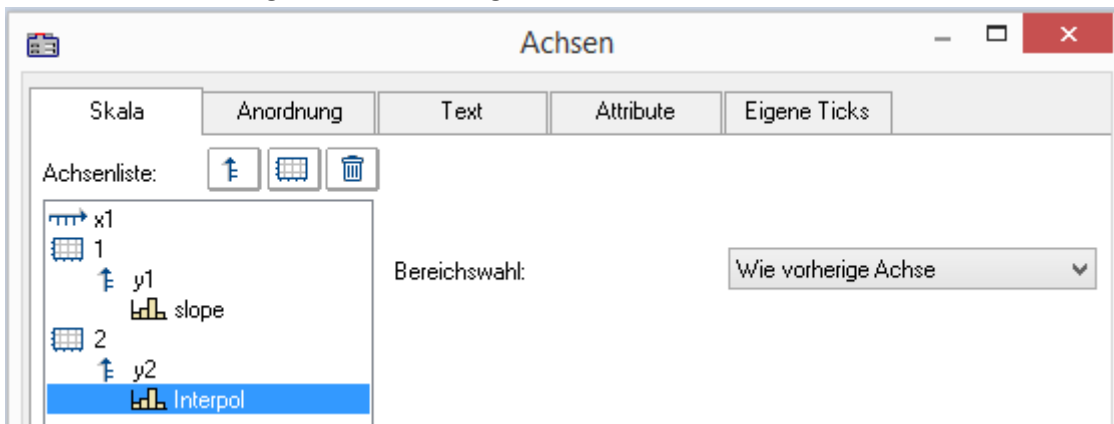 Achsen
Skala Anordnung Text Attribute Eigene Ticks
Achsenliste:
x1
1
y1
slope
2
y2
Interpol
Bereichswahl: Wie vorherige Achse